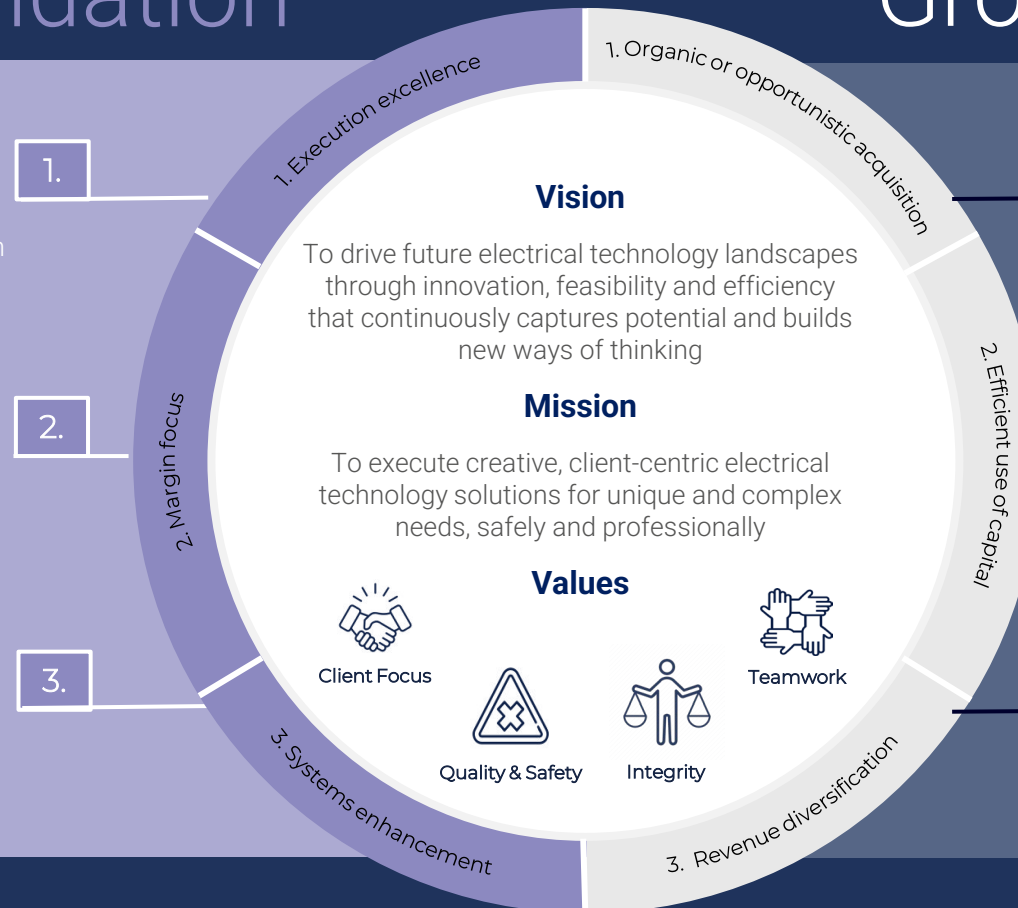 1. Execution excellence
1. Organic or opportunistic acquisition
1.
2.
3.
2. Margin focus
2. Efficient use of capital
3. Systems enhancement
3. Revenue diversification
Vision
To drive future electrical technology landscapes
through innovation, feasibility and efficiency
that continuously captures potential and builds
new ways of thinking
Mission
To execute creative, client-centric electrical
technology solutions for unique and complex
needs, safely and professionally
Values
Client Focus
Quality & Safety
Integrity
Teamwork